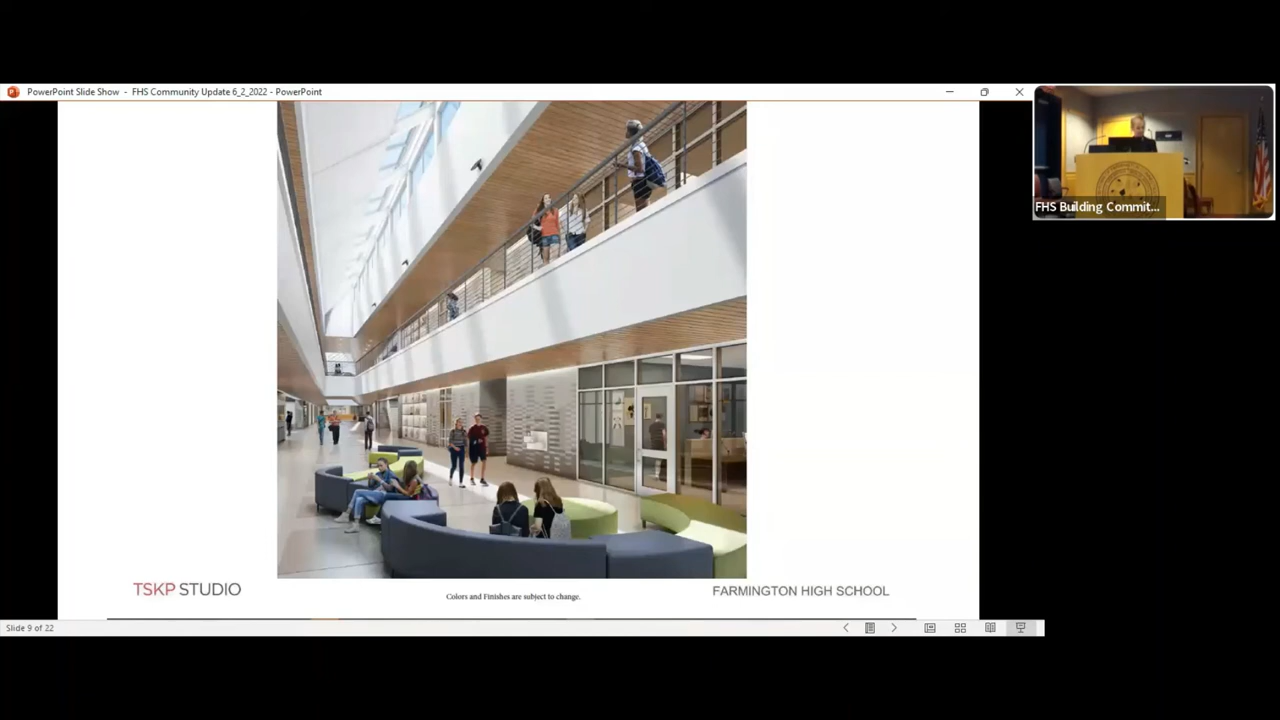 PowerPoint Slide Show - FHS Community Update 6_2_2022 - PowerPoint
FHS Building Commit...
TSKP STUDIO
Colors and Finishes are subject to change.
FARMINGTON HIGH SCHOOL
Slide 9 of 22